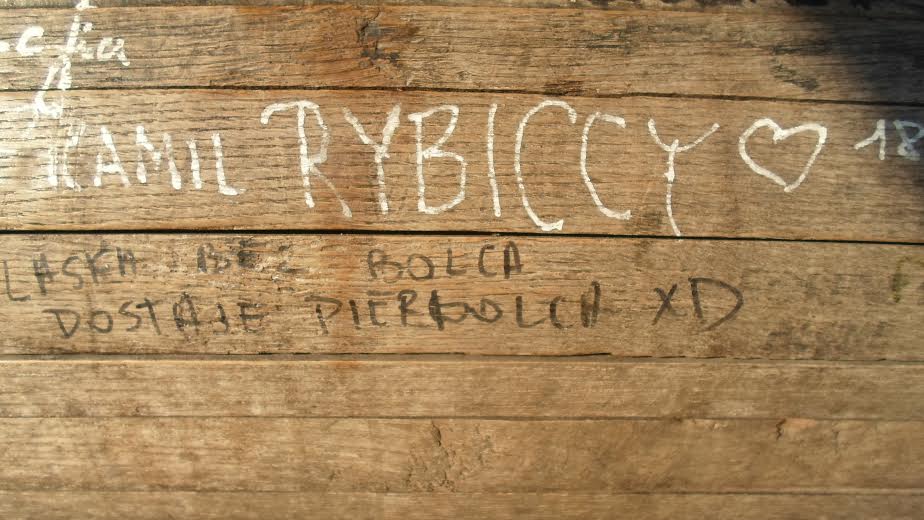 KAMIL RYBICCY ♡ 18
LASKA BEZ BOLCA
DOSTAJE PIERDOLCA XD